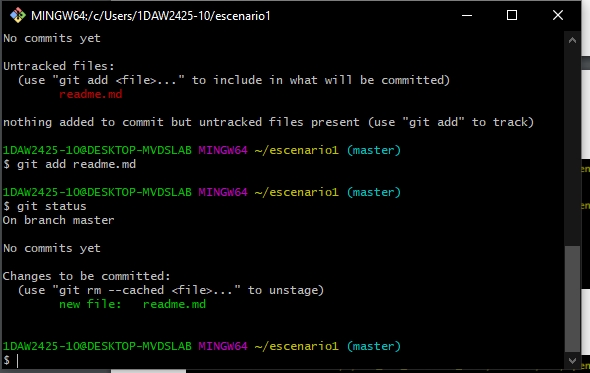 MINGW64:/c/Users/1DAW2425-10/escenario1
No commits yet
Untracked files:
(use "git add <file>..." to include in what will be committed)
readme.md
nothing added to commit but untracked files present (use "git add" to track)
1DAW2425-10@DESKTOP-MVDSLAB MINGW64 ~/escenario1 (master)
$ git add readme.md
1DAW2425-10@DESKTOP-MVDSLAB MINGW64 ~/escenario1 (master)
$ git status
On branch master
No commits yet
Changes to be committed:
(use "git rm --cached <file>..." to unstage)
new file:   readme.md
1DAW2425-10@DESKTOP-MVDSLAB MINGW64 ~/escenario1 (master)
$